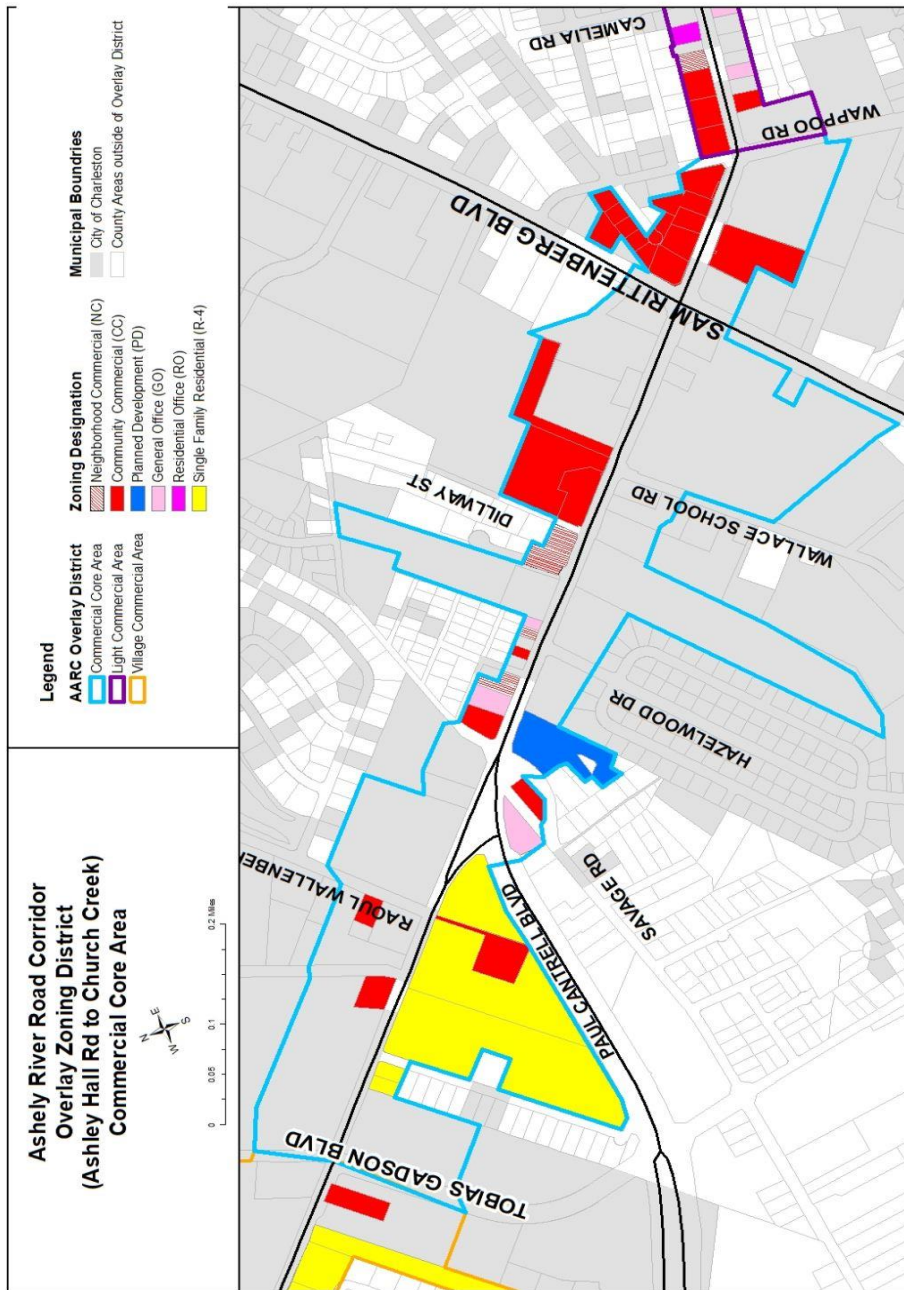 Ashely River Road Corridor
Overlay Zoning District
(Ashley Hall Rd to Church Creek)
Commercial Core Area
N
E
S
W
0
0.05
0.1
0.2 Miles
Legend
AARC Overlay District
Commercial Core Area
Light Commercial Area
Village Commercial Area
Zoning Designation
Neighborhood Commercial (NC)
Community Commercial (CC)
Planned Development (PD)
General Office (GO)
Residential Office (RO)
Single Family Residential (R-4)
Municipal Boundries
City of Charleston
County Areas outside of Overlay District
TOBIAS GADSON BLVD
RAOUL WALLENBE
PAUL CANTRELL BLVD
SAVAGE RD
HAZELWOOD DR
DILLWAY ST
WALLACE SCHOOL RD
SAM RITTENBERG BLVD
WAPPOO RD
CAMELIA RD